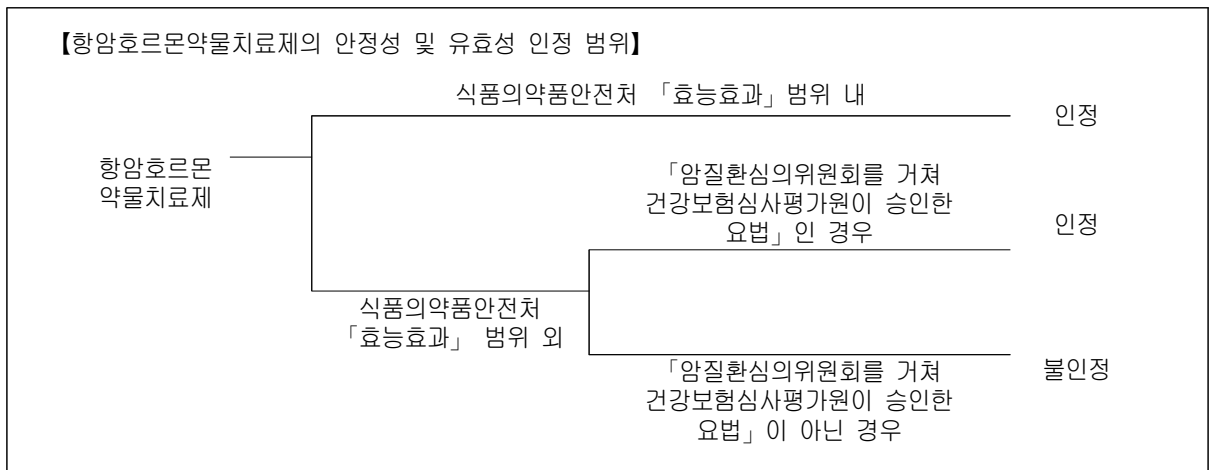 【항암호르몬약물치료제의 안정성 및 유효성 인정 범위】
식품의약품안전처 「효능효과」범위 내
인정
항암호르몬
약물치료제
「암질환심의위원회를 거쳐
건강보험심사평가원이 승인한
요법」인 경우
인정
식품의약품안전처
「효능효과」 범위 외
「암질환심의위원회를 거쳐
건강보험심사평가원이 승인한
요법」이 아닌 경우
불인정